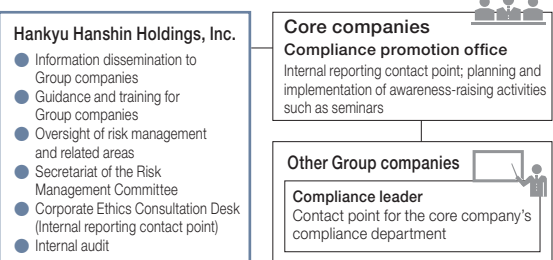 Hankyu Hanshin Holdings, Inc.
Information dissemination to
Group companies
Guidance and training for
Group companies
Oversight of risk management
and related areas
Secretariat of the Risk
Management Committee
Corporate Ethics Consultation Desk
(Internal reporting contact point)
Internal audit
Core companies
Compliance promotion office
Internal reporting contact point; planning and
implementation of awareness-raising activities
such as seminars
Other Group companies
Compliance leader
Contact point for the core company's
compliance department